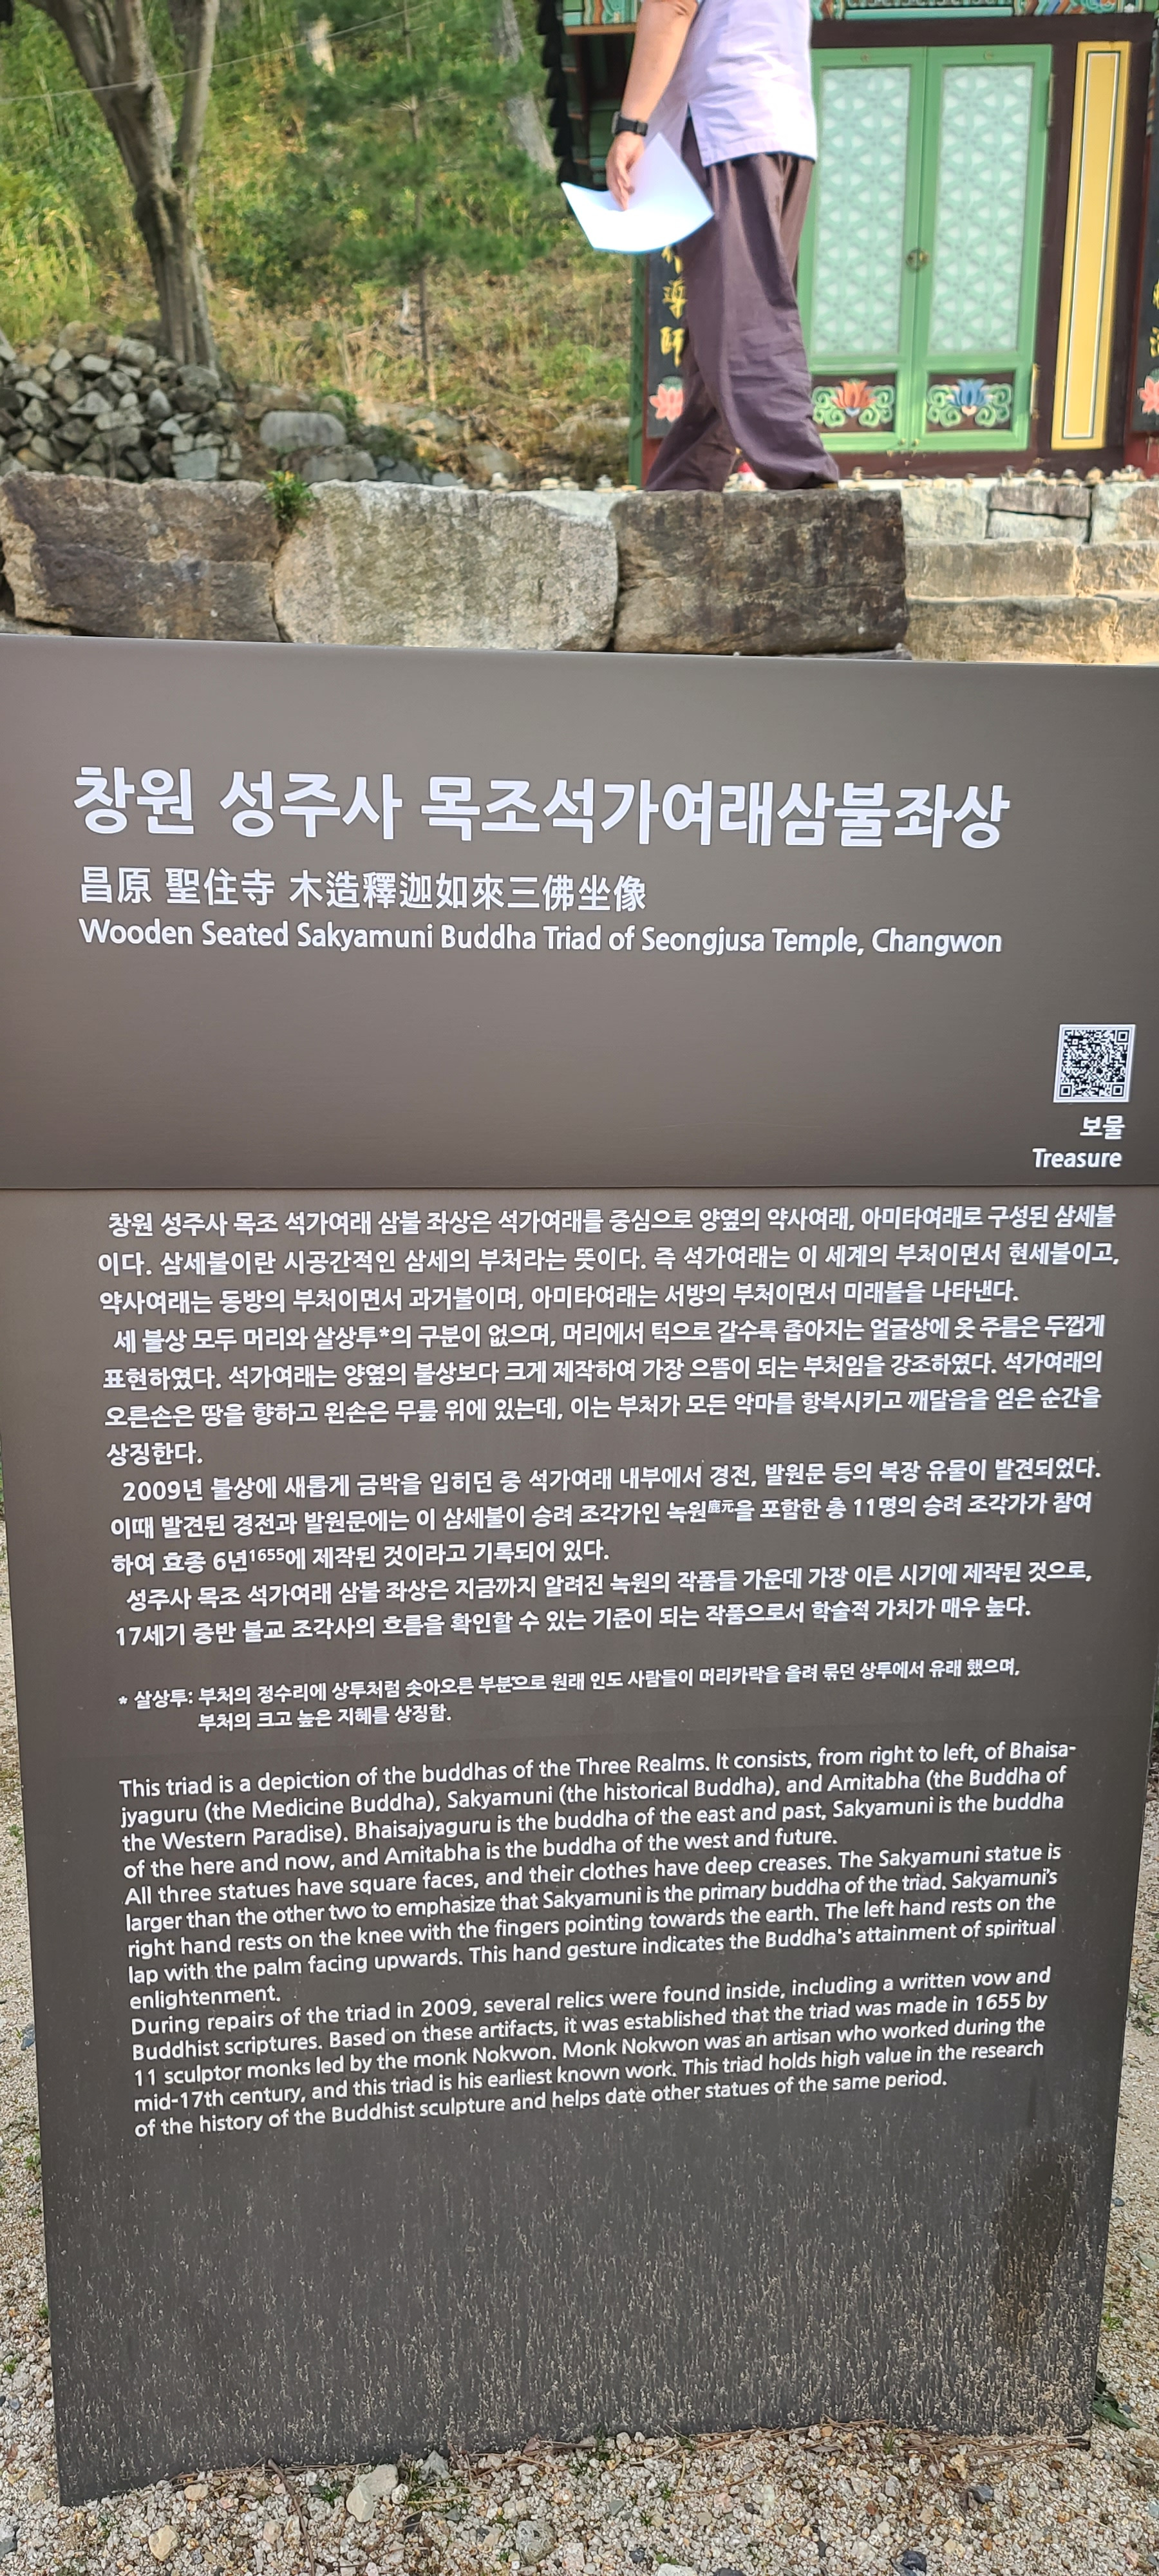 藥
師
창원 성주사 목조석가여래삼불좌상
昌原 聖住寺 木造釋迦如來三佛坐像
Wooden Seated Sakyamuni Buddha Triad of Seongjusa Temple, Changwon
보물
Treasure
창원 성주사 목조 석가여래 삼불 좌상은 석가여래를 중심으로 양옆의 약사여래, 아미타여래로 구성된 삼세불
이다. 삼세불이란 시공간적인 삼세의 부처라는 뜻이다. 즉 석가여래는 이 세계의 부처이면서 현세불이고,
약사여래는 동방의 부처이면서 과거불이며, 아미타여래는 서방의 부처이면서 미래불을 나타낸다.
세 불상 모두 머리와 살상투*의 구분이 없으며, 머리에서 턱으로 갈수록 좁아지는 얼굴상에 옷 주름은 두껍게
표현하였다. 석가여래는 양옆의 불상보다 크게 제작하여 가장 으뜸이 되는 부처임을 강조하였다. 석가여래의
오른손은 땅을 향하고 왼손은 무릎 위에 있는데, 이는 부처가 모든 악마를 항복시키고 깨달음을 얻은 순간을
상징한다.
2009년 불상에 새롭게 금박을 입히던 중 석가여래 내부에서 경전, 발원문 등의 복장 유물이 발견되었다.
이때 발견된 경전과 발원문에는 이 삼세불이 승려 조각가인 녹원鹿元을 포함한 총 11명의 승려 조각가가 참여
하여 효종 6년1655에 제작된 것이라고 기록되어 있다.
성주사 목조 석가여래 삼불 좌상은 지금까지 알려진 녹원의 작품들 가운데 가장 이른 시기에 제작된 것으로,
17세기 중반 불교 조각사의 흐름을 확인할 수 있는 기준이 되는 작품으로서 학술적 가치가 매우 높다.
* 살상투: 부처의 정수리에 상투처럼 솟아오른 부분으로 원래 인도 사람들이 머리카락을 올려 묶던 상투에서 유래 했으며,
부처의 크고 높은 지혜를 상징함.
This triad is a depiction of the buddhas of the Three Realms. It consists, from right to left, of Bhaisa-
jyaguru (the Medicine Buddha), Sakyamuni (the historical Buddha), and Amitabha (the Buddha of
the Western Paradise). Bhaisajyaguru is the buddha of the east and past, Sakyamuni is the buddha
of the here and now, and Amitabha is the buddha of the west and future.
All three statues have square faces, and their clothes have deep creases. The Sakyamuni statue is
larger than the other two to emphasize that Sakyamuni is the primary buddha of the triad. Sakyamuni's
right hand rests on the knee with the fingers pointing towards the earth. The left hand rests on the
lap with the palm facing upwards. This hand gesture indicates the Buddha's attainment of spiritual
enlightenment.
During repairs of the triad in 2009, several relics were found inside, including a written vow and
Buddhist scriptures. Based on these artifacts, it was established that the triad was made in 1655 by
11 sculptor monks led by the monk Nokwon. Monk Nokwon was an artisan who worked during the
mid-17th century, and this triad is his earliest known work. This triad holds high value in the research
of the history of the Buddhist sculpture and helps date other statues of the same period.